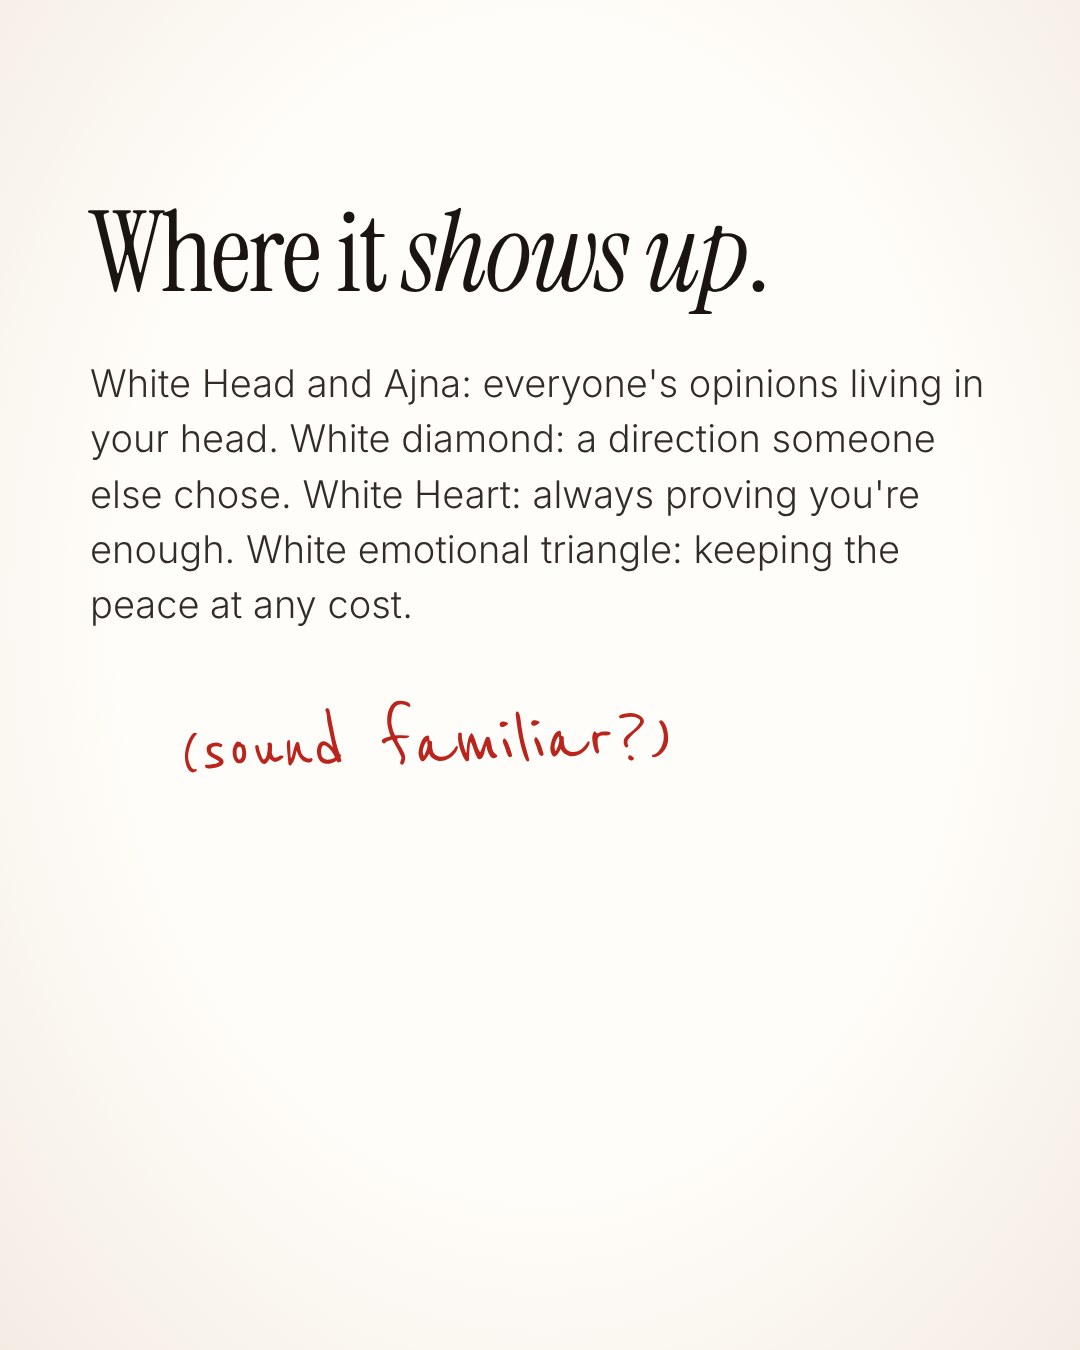 Where it shows up.
White Head and Ajna: everyone's opinions living in
your head. White diamond: a direction someone
else chose. White Heart: always proving you're
enough. White emotional triangle: keeping the
peace at any cost.
(sound familiar?)